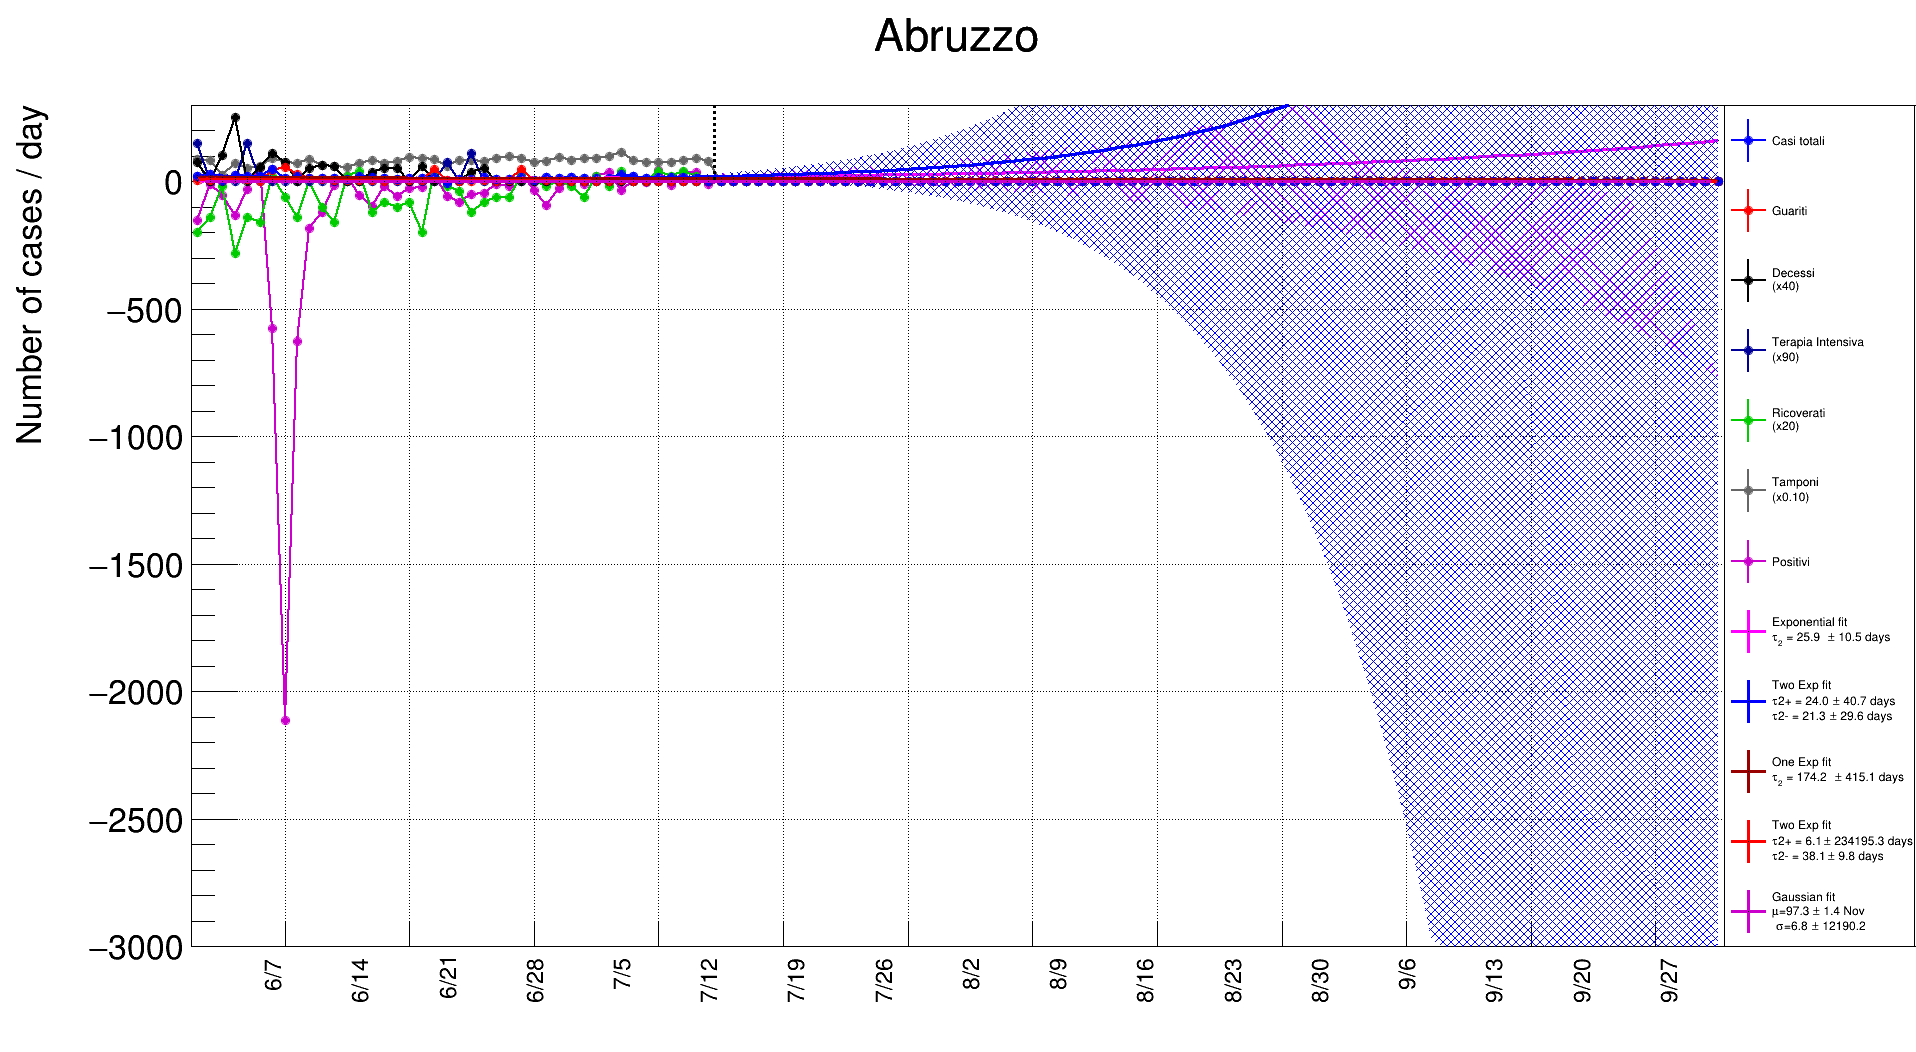 Abruzzo
Number of cases / day
0
−500
−1000
−1500
−2000
−2500
−3000
6/7
6/14
6/21
6/28
7/5
7/12
7/19
7/26
8/2
8/9
8/16
8/23
8/30
9/6
9/13
9/20
9/27
Casi totali
Guariti
Decessi
(x40)
Terapia Intensiva
(x90)
Ricoverati
(x20)
Tamponi
(x0.10)
Positivi
Exponential fit
τ2 = 25.9 ± 10.5 days
Two Exp fit
τ2+ = 24.0 ± 40.7 days
τ2- = 21.3 ± 29.6 days
One Exp fit
τ2 = 174.2 ± 415.1 days
Two Exp fit
τ2+ = 6.1 ± 234195.3 days
τ2- = 38.1 ± 9.8 days
Gaussian fit
μ=97.3 ± 1.4 Nov
σ=6.8 ± 12190.2